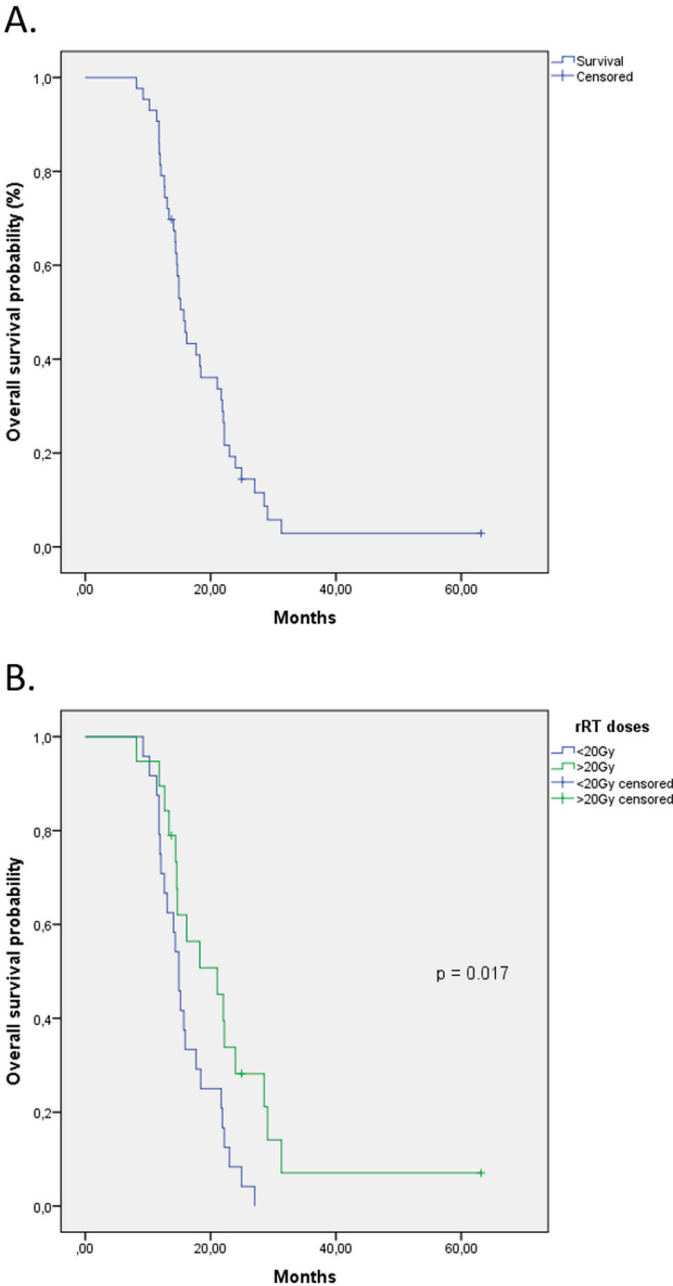 A.
Survival
Censored
Overall survival probability (%)
1,0
0,8
0,6
0,4
0,2
0,0
,00
20,00
40,00
60,00
Months
B.
rRT doses
<20Gy
>20Gy
<20Gy censored
>20Gy censored
Overall survival probability
1,0
0,8
0,6
0,4
0,2
0,0
p = 0.017
,00
20,00
40,00
60,00
Months